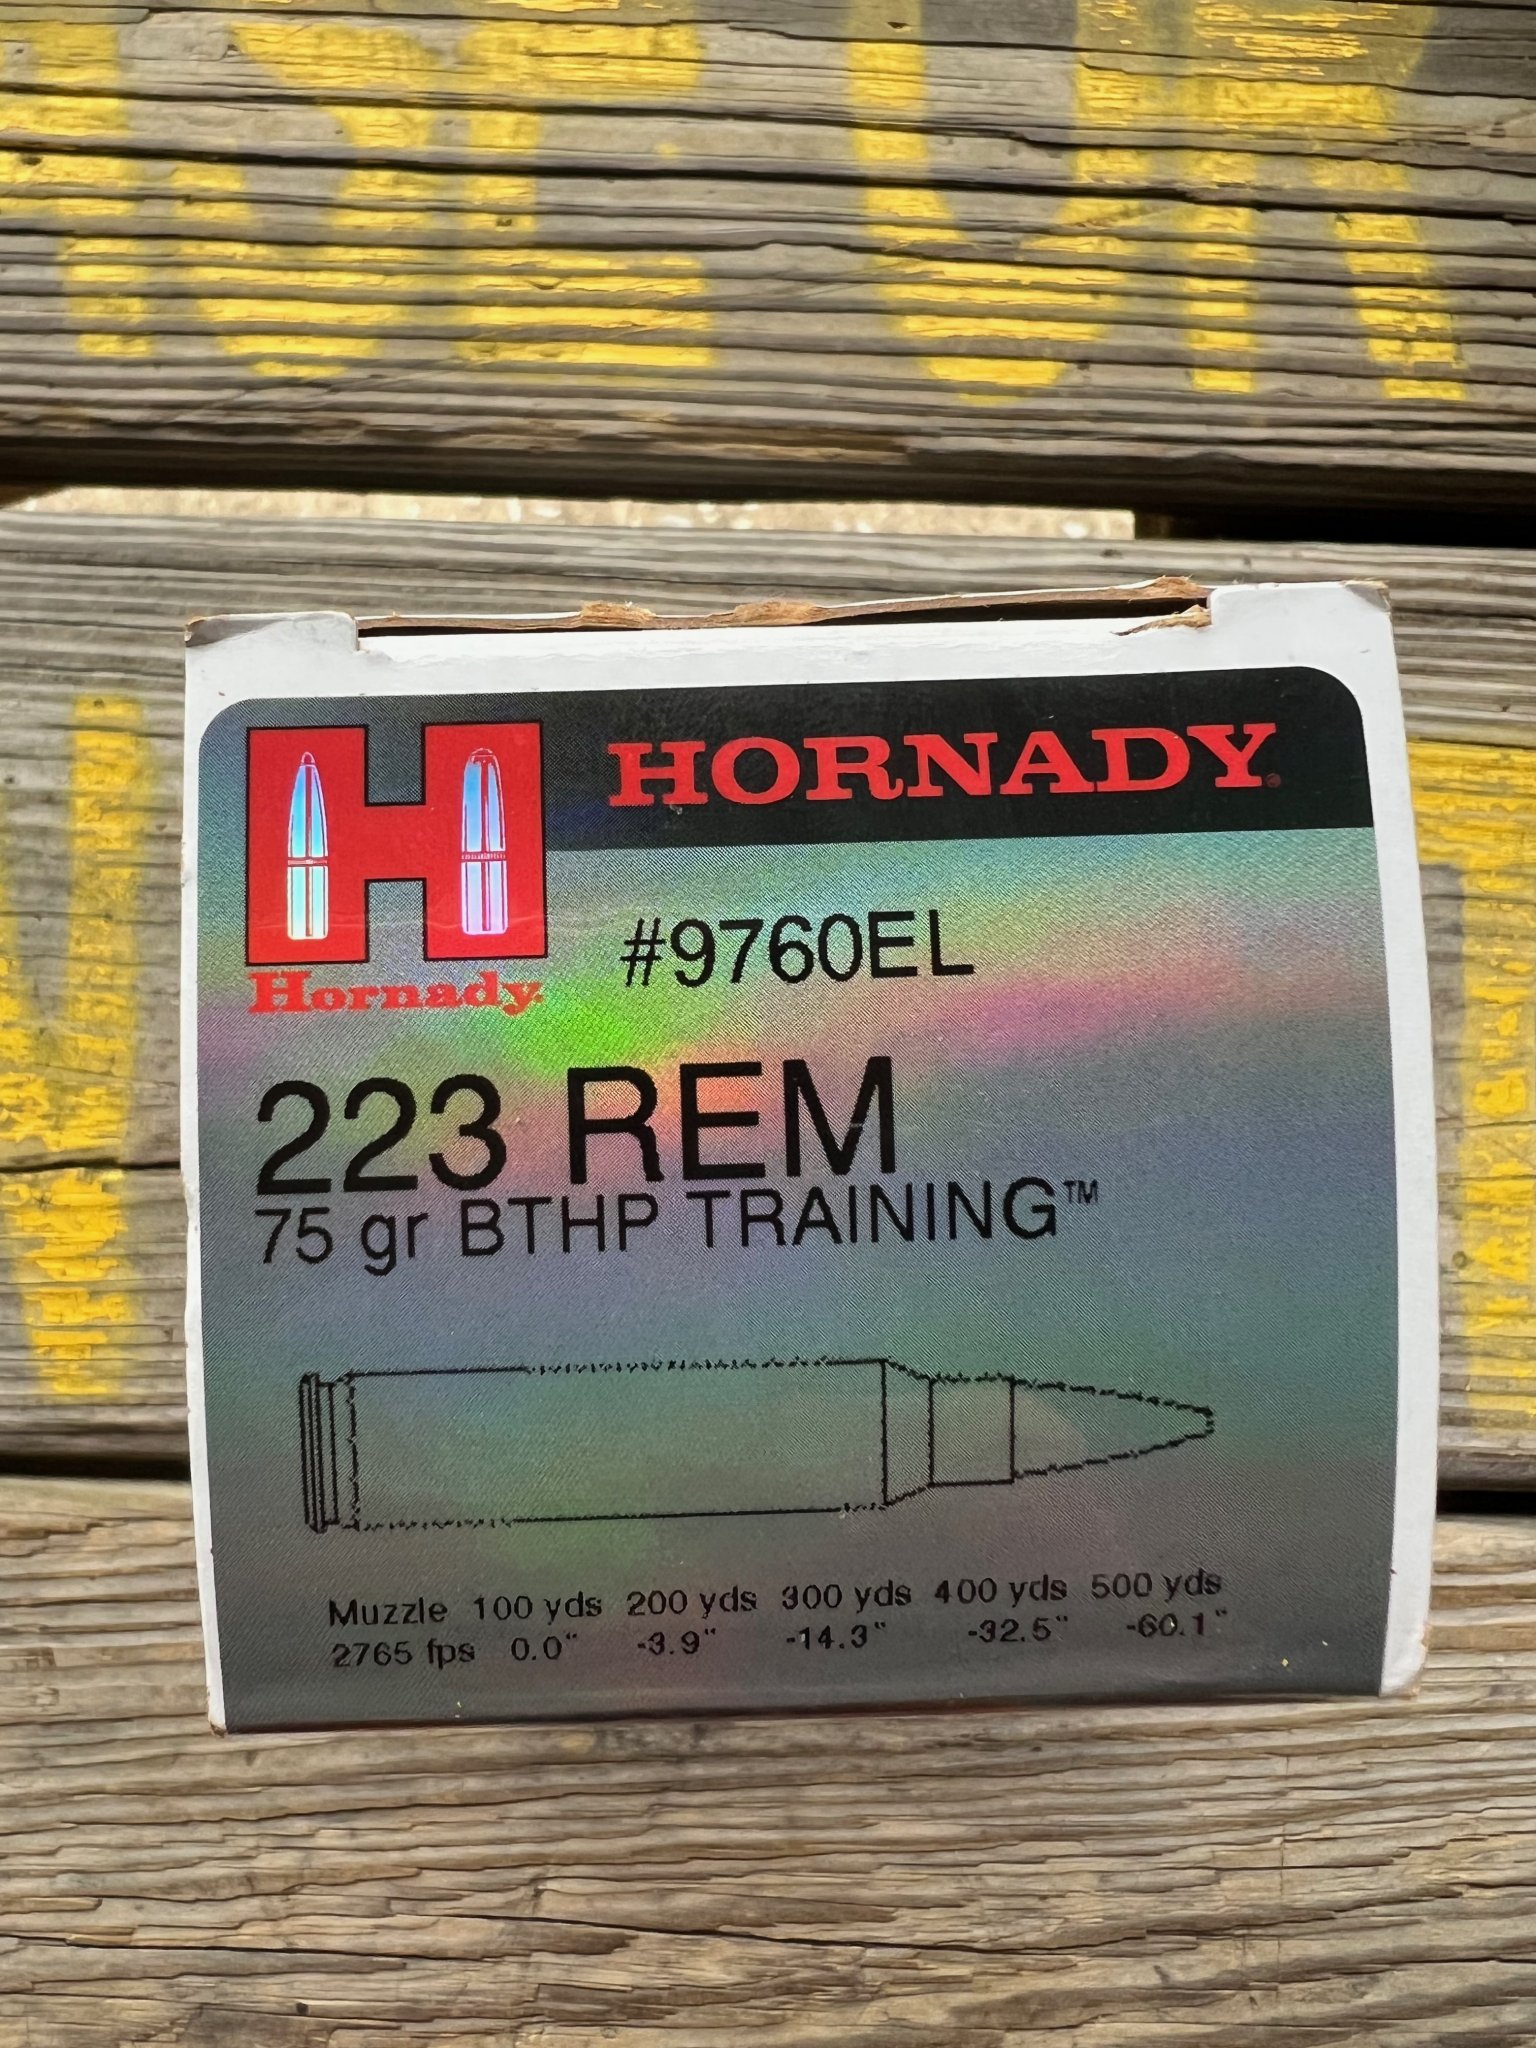 HORNADY
Hornady.
#9760EL
223 REM
75 gr BTHP TRAINING™
Muzzle 100 yds 200 yds 300 yds 400 yds 500 yds
2765 fps 0.0" -3.9" -14.3" -32.5" -60.1"